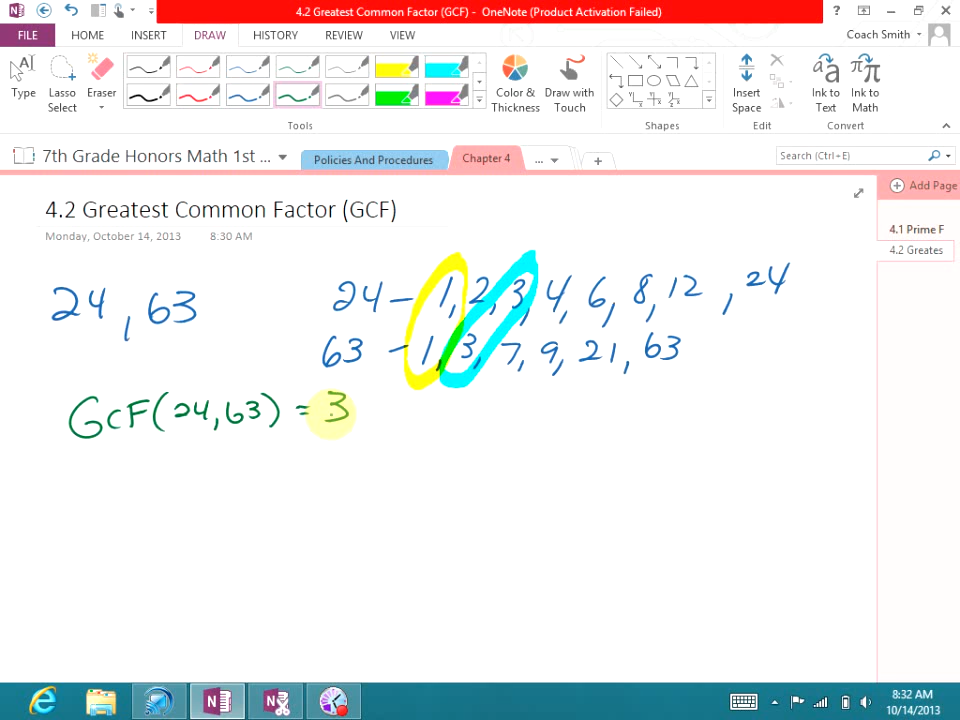 4.2 Greatest Common Factor (GCF) - OneNote (Product Activation Failed)
FILE HOME INSERT DRAW HISTORY REVIEW VIEW Coach Smith
Type Lasso Select Eraser Color & Thickness Draw with Touch Insert Space Ink to Text Ink to Math
Tools Shapes Edit Convert
7th Grade Honors Math 1st ... Policies And Procedures Chapter 4 ... + Search (Ctrl+E)
Add Page
4.2 Greatest Common Factor (GCF)
Monday, October 14, 2013 8:30 AM
4.1 Prime F
4.2 Greates
24, 63
24 - 1, 2, 3, 4, 6, 8, 12, 24
63 - 1, 3, 7, 9, 21, 63
GCF(24,63) = 3
8:32 AM
10/14/2013